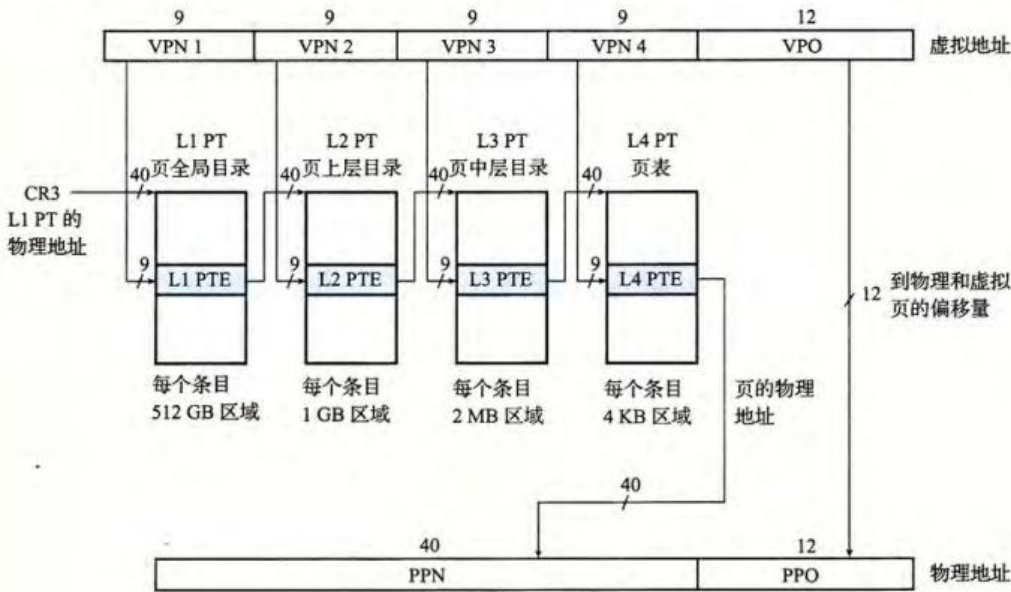 9 9 9 9 12
VPN 1 VPN 2 VPN 3 VPN 4 VPO 虚拟地址
L1 PT
页全局目录
L2 PT
页上层目录
L3 PT
页中层目录
L4 PT
页表
CR3
L1 PT 的
物理地址
40 40 40 40
9 9 9 9
L1 PTE L2 PTE L3 PTE L4 PTE
12
到物理和虚拟
页的偏移量
每个条目
512 GB 区域
每个条目
1 GB 区域
每个条目
2 MB 区域
每个条目
4 KB 区域
页的物理
地址
40
40 12
PPN PPO 物理地址